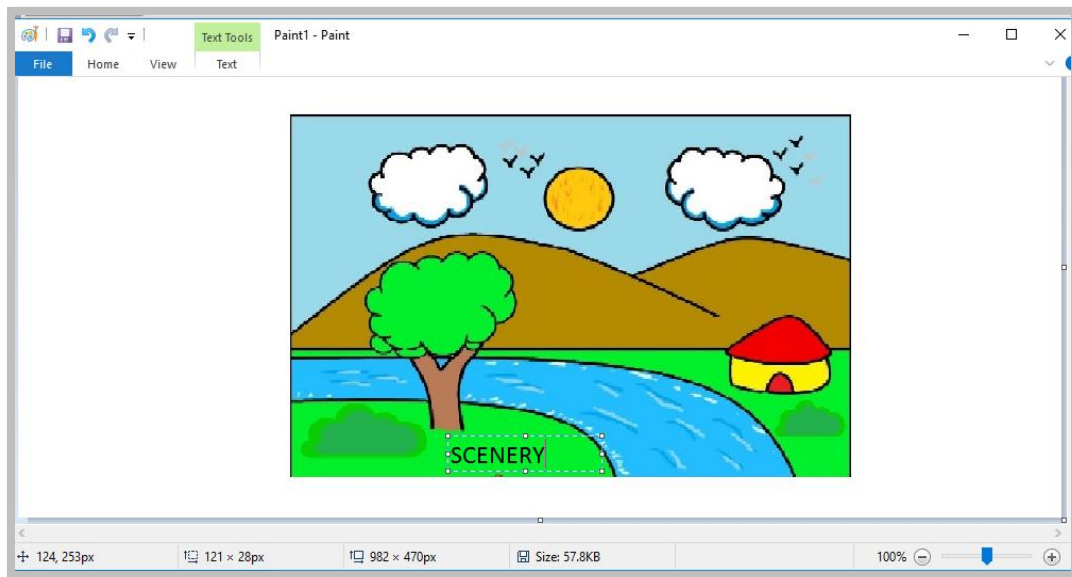 Text Tools Paint1 - Paint
File Home View Text
SCENERY
124, 253px 121 × 28px 982 × 470px Size: 57.8KB 100%